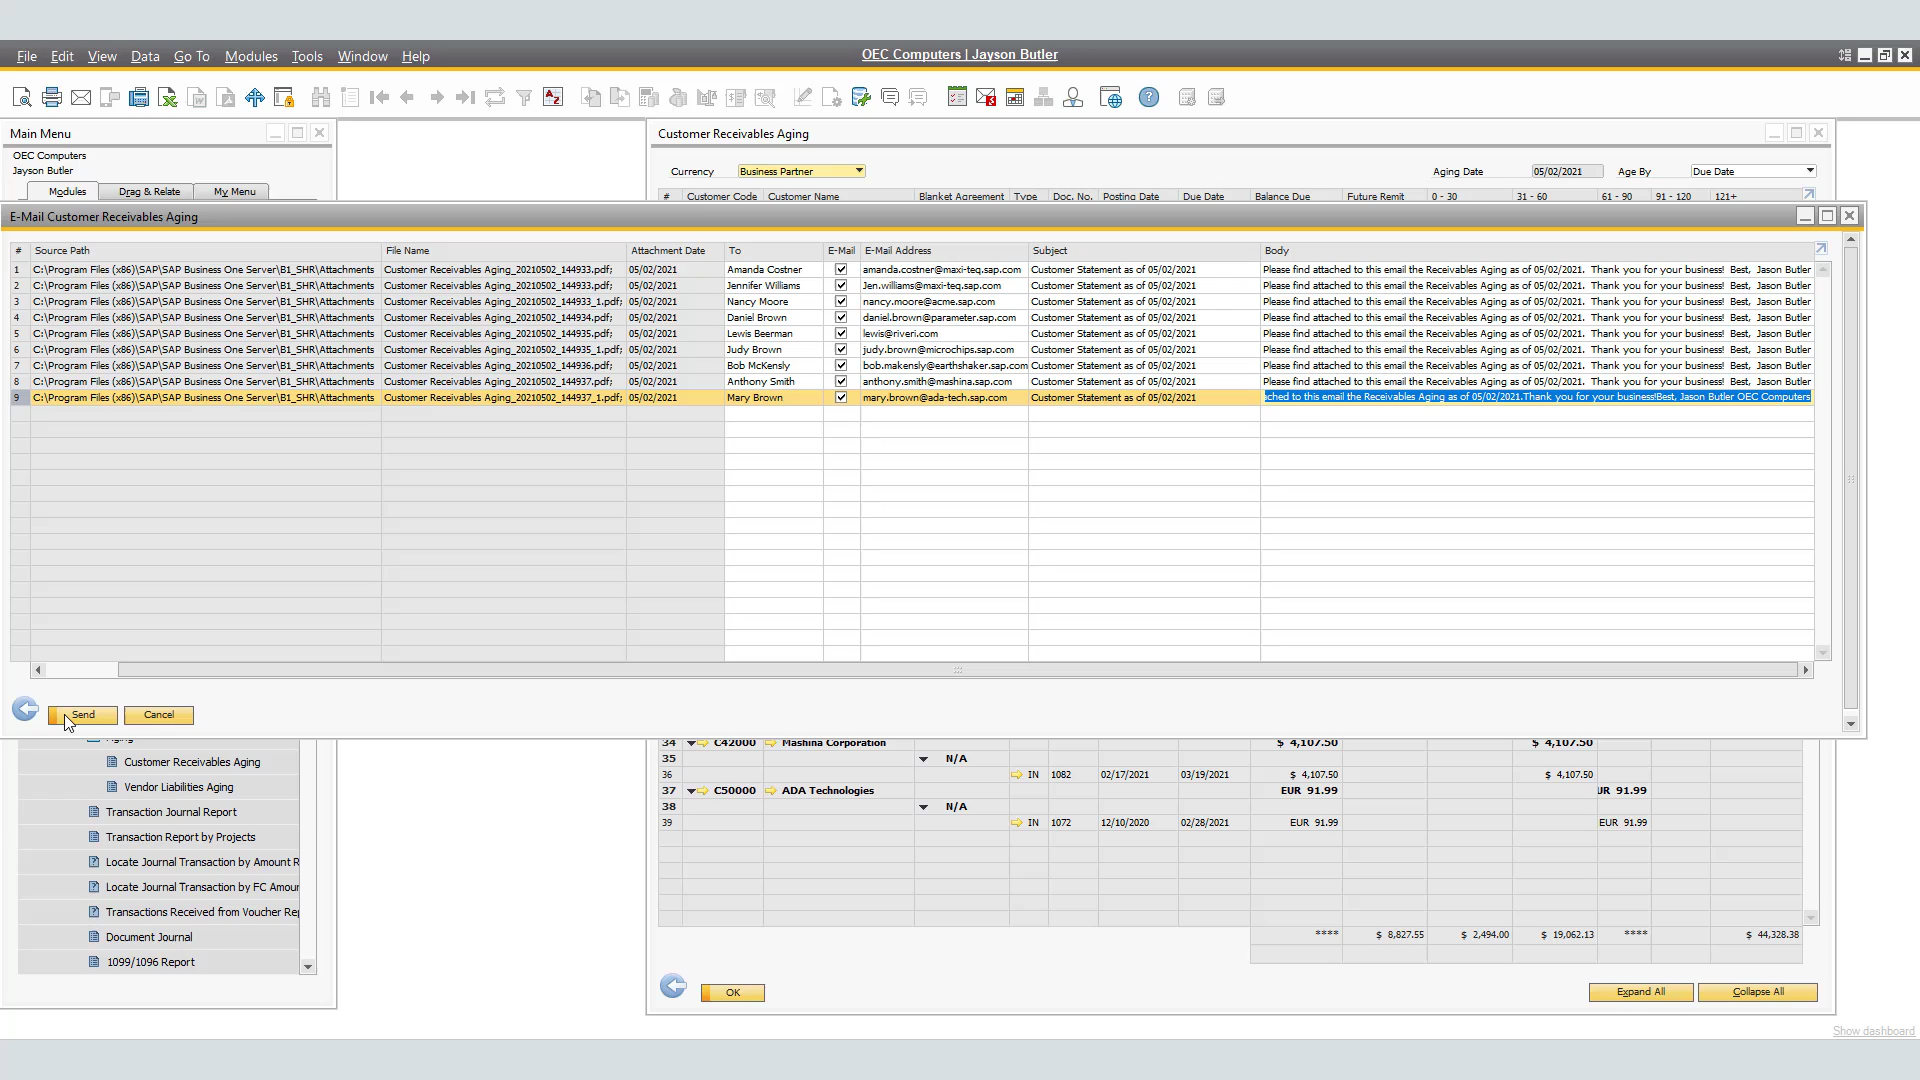 File Edit View Data Go To Modules Tools Window Help
OEC Computers | Jayson Butler
Main Menu
OEC Computers
Jayson Butler
Modules Drag & Relate My Menu
Customer Receivables Aging
Currency Business Partner Aging Date 05/02/2021 Age By Due Date
# Customer Code Customer Name Blanket Agreement Type Doc. No. Posting Date Due Date Balance Due Future Remit 0 - 30 31 - 60 61 - 90 91 - 120 121+
E-Mail Customer Receivables Aging
# Source Path File Name Attachment Date To E-Mail E-Mail Address Subject Body
1 C:\Program Files (x86)\SAP\SAP Business One Server\B1_SHR\Attachments Customer Receivables Aging_20210502_144933.pdf; 05/02/2021 Amanda Costner amanda.costner@maxi-teq.sap.com Customer Statement as of 05/02/2021 Please find attached to this email the Receivables Aging as of 05/02/2021. Thank you for your business! Best, Jason Butler
2 C:\Program Files (x86)\SAP\SAP Business One Server\B1_SHR\Attachments Customer Receivables Aging_20210502_144933.pdf; 05/02/2021 Jennifer Williams Jen.williams@maxi-teq.sap.com Customer Statement as of 05/02/2021 Please find attached to this email the Receivables Aging as of 05/02/2021. Thank you for your business! Best, Jason Butler
3 C:\Program Files (x86)\SAP\SAP Business One Server\B1_SHR\Attachments Customer Receivables Aging_20210502_144933_1.pdf; 05/02/2021 Nancy Moore nancy.moore@acme.sap.com Customer Statement as of 05/02/2021 Please find attached to this email the Receivables Aging as of 05/02/2021. Thank you for your business! Best, Jason Butler
4 C:\Program Files (x86)\SAP\SAP Business One Server\B1_SHR\Attachments Customer Receivables Aging_20210502_144934.pdf; 05/02/2021 Daniel Brown daniel.brown@parameter.sap.com Customer Statement as of 05/02/2021 Please find attached to this email the Receivables Aging as of 05/02/2021. Thank you for your business! Best, Jason Butler
5 C:\Program Files (x86)\SAP\SAP Business One Server\B1_SHR\Attachments Customer Receivables Aging_20210502_144935.pdf; 05/02/2021 Lewis Beerman lewis@riveri.com Customer Statement as of 05/02/2021 Please find attached to this email the Receivables Aging as of 05/02/2021. Thank you for your business! Best, Jason Butler
6 C:\Program Files (x86)\SAP\SAP Business One Server\B1_SHR\Attachments Customer Receivables Aging_20210502_144935_1.pdf; 05/02/2021 Judy Brown judy.brown@microchips.sap.com Customer Statement as of 05/02/2021 Please find attached to this email the Receivables Aging as of 05/02/2021. Thank you for your business! Best, Jason Butler
7 C:\Program Files (x86)\SAP\SAP Business One Server\B1_SHR\Attachments Customer Receivables Aging_20210502_144936.pdf; 05/02/2021 Bob McKensly bob.makensly@earthshaker.sap.com Customer Statement as of 05/02/2021 Please find attached to this email the Receivables Aging as of 05/02/2021. Thank you for your business! Best, Jason Butler
8 C:\Program Files (x86)\SAP\SAP Business One Server\B1_SHR\Attachments Customer Receivables Aging_20210502_144937.pdf; 05/02/2021 Anthony Smith anthony.smith@mashina.sap.com Customer Statement as of 05/02/2021 Please find attached to this email the Receivables Aging as of 05/02/2021. Thank you for your business! Best, Jason Butler
9 C:\Program Files (x86)\SAP\SAP Business One Server\B1_SHR\Attachments Customer Receivables Aging_20210502_144937_1.pdf; 05/02/2021 Mary Brown mary.brown@ada-tech.sap.com Customer Statement as of 05/02/2021 ached to this email the Receivables Aging as of 05/02/2021.Thank you for your business!Best, Jason Butler OEC Computers
Send Cancel
Aging
Customer Receivables Aging
Vendor Liabilities Aging
Transaction Journal Report
Transaction Report by Projects
Locate Journal Transaction by Amount R
Locate Journal Transaction by FC Amour
Transactions Received from Voucher Rep
Document Journal
1099/1096 Report
34 C42000 Mashina Corporation $ 4,107.50 $ 4,107.50
35 N/A
36 IN 1082 02/17/2021 03/19/2021 $ 4,107.50 $ 4,107.50
37 C50000 ADA Technologies EUR 91.99 UR 91.99
38 N/A
39 IN 1072 12/10/2020 02/28/2021 EUR 91.99 EUR 91.99
**** $ 8,827.55 $ 2,494.00 $ 19,062.13 **** $ 44,328.38
OK Expand All Collapse All
Show dashboard